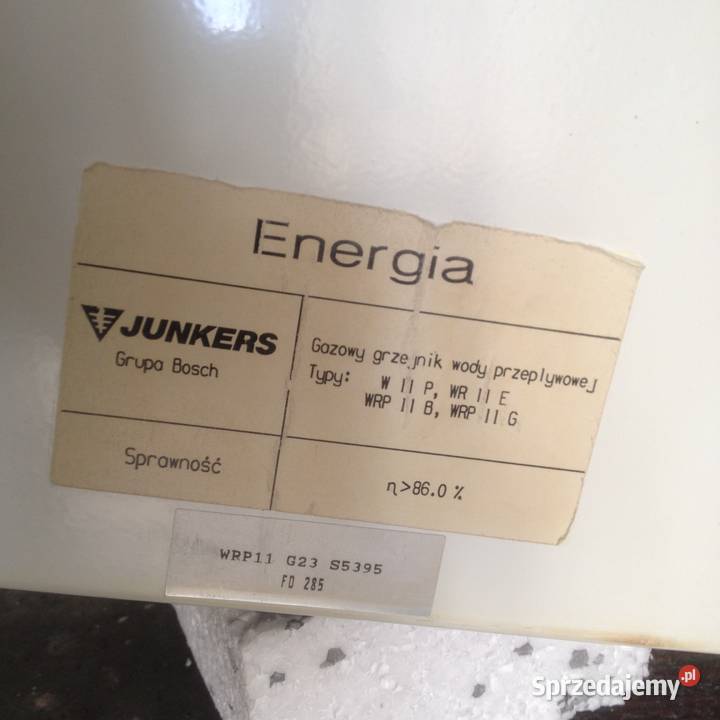 Energia
JUNKERS
Grupa Bosch
Gazowy grzejnik wody przepływowej
Typy: W 11 P, WR 11 E
WRP 11 B, WRP 11 G
Sprawność
η>86.0 %
WRP11 G23 S5395
FD 285
Sprzedajemy.pl